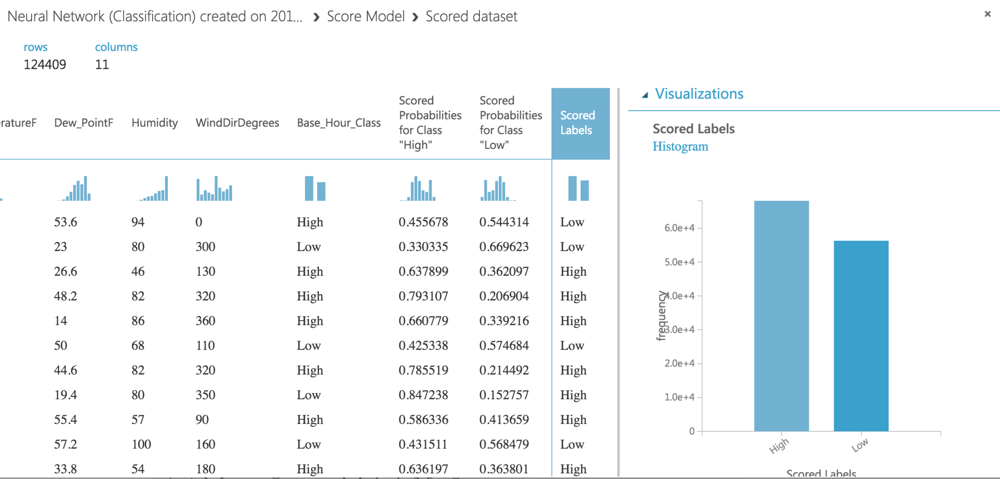 Neural Network (Classification) created on 201... › Score Model › Scored dataset ×
rows columns
124409 11
ratureF Dew_PointF Humidity WindDirDegrees Base_Hour_Class Scored Probabilities for Class "High" Scored Probabilities for Class "Low" Scored Labels
53.6 94 0 High 0.455678 0.544314 Low
23 80 300 Low 0.330335 0.669623 Low
26.6 46 130 High 0.637899 0.362097 High
48.2 82 320 High 0.793107 0.206904 High
14 86 360 High 0.660779 0.339216 High
50 68 110 Low 0.425338 0.574684 Low
44.6 82 320 High 0.785519 0.214492 High
19.4 80 350 Low 0.847238 0.152757 High
55.4 57 90 High 0.586336 0.413659 High
57.2 100 160 Low 0.431511 0.568479 Low
33.8 54 180 High 0.636197 0.363801 High
Visualizations
Scored Labels
Histogram
frequency
6.0e+4
5.0e+4
4.0e+4
3.0e+4
2.0e+4
1.0e+4
0
High Low
Scored Labels